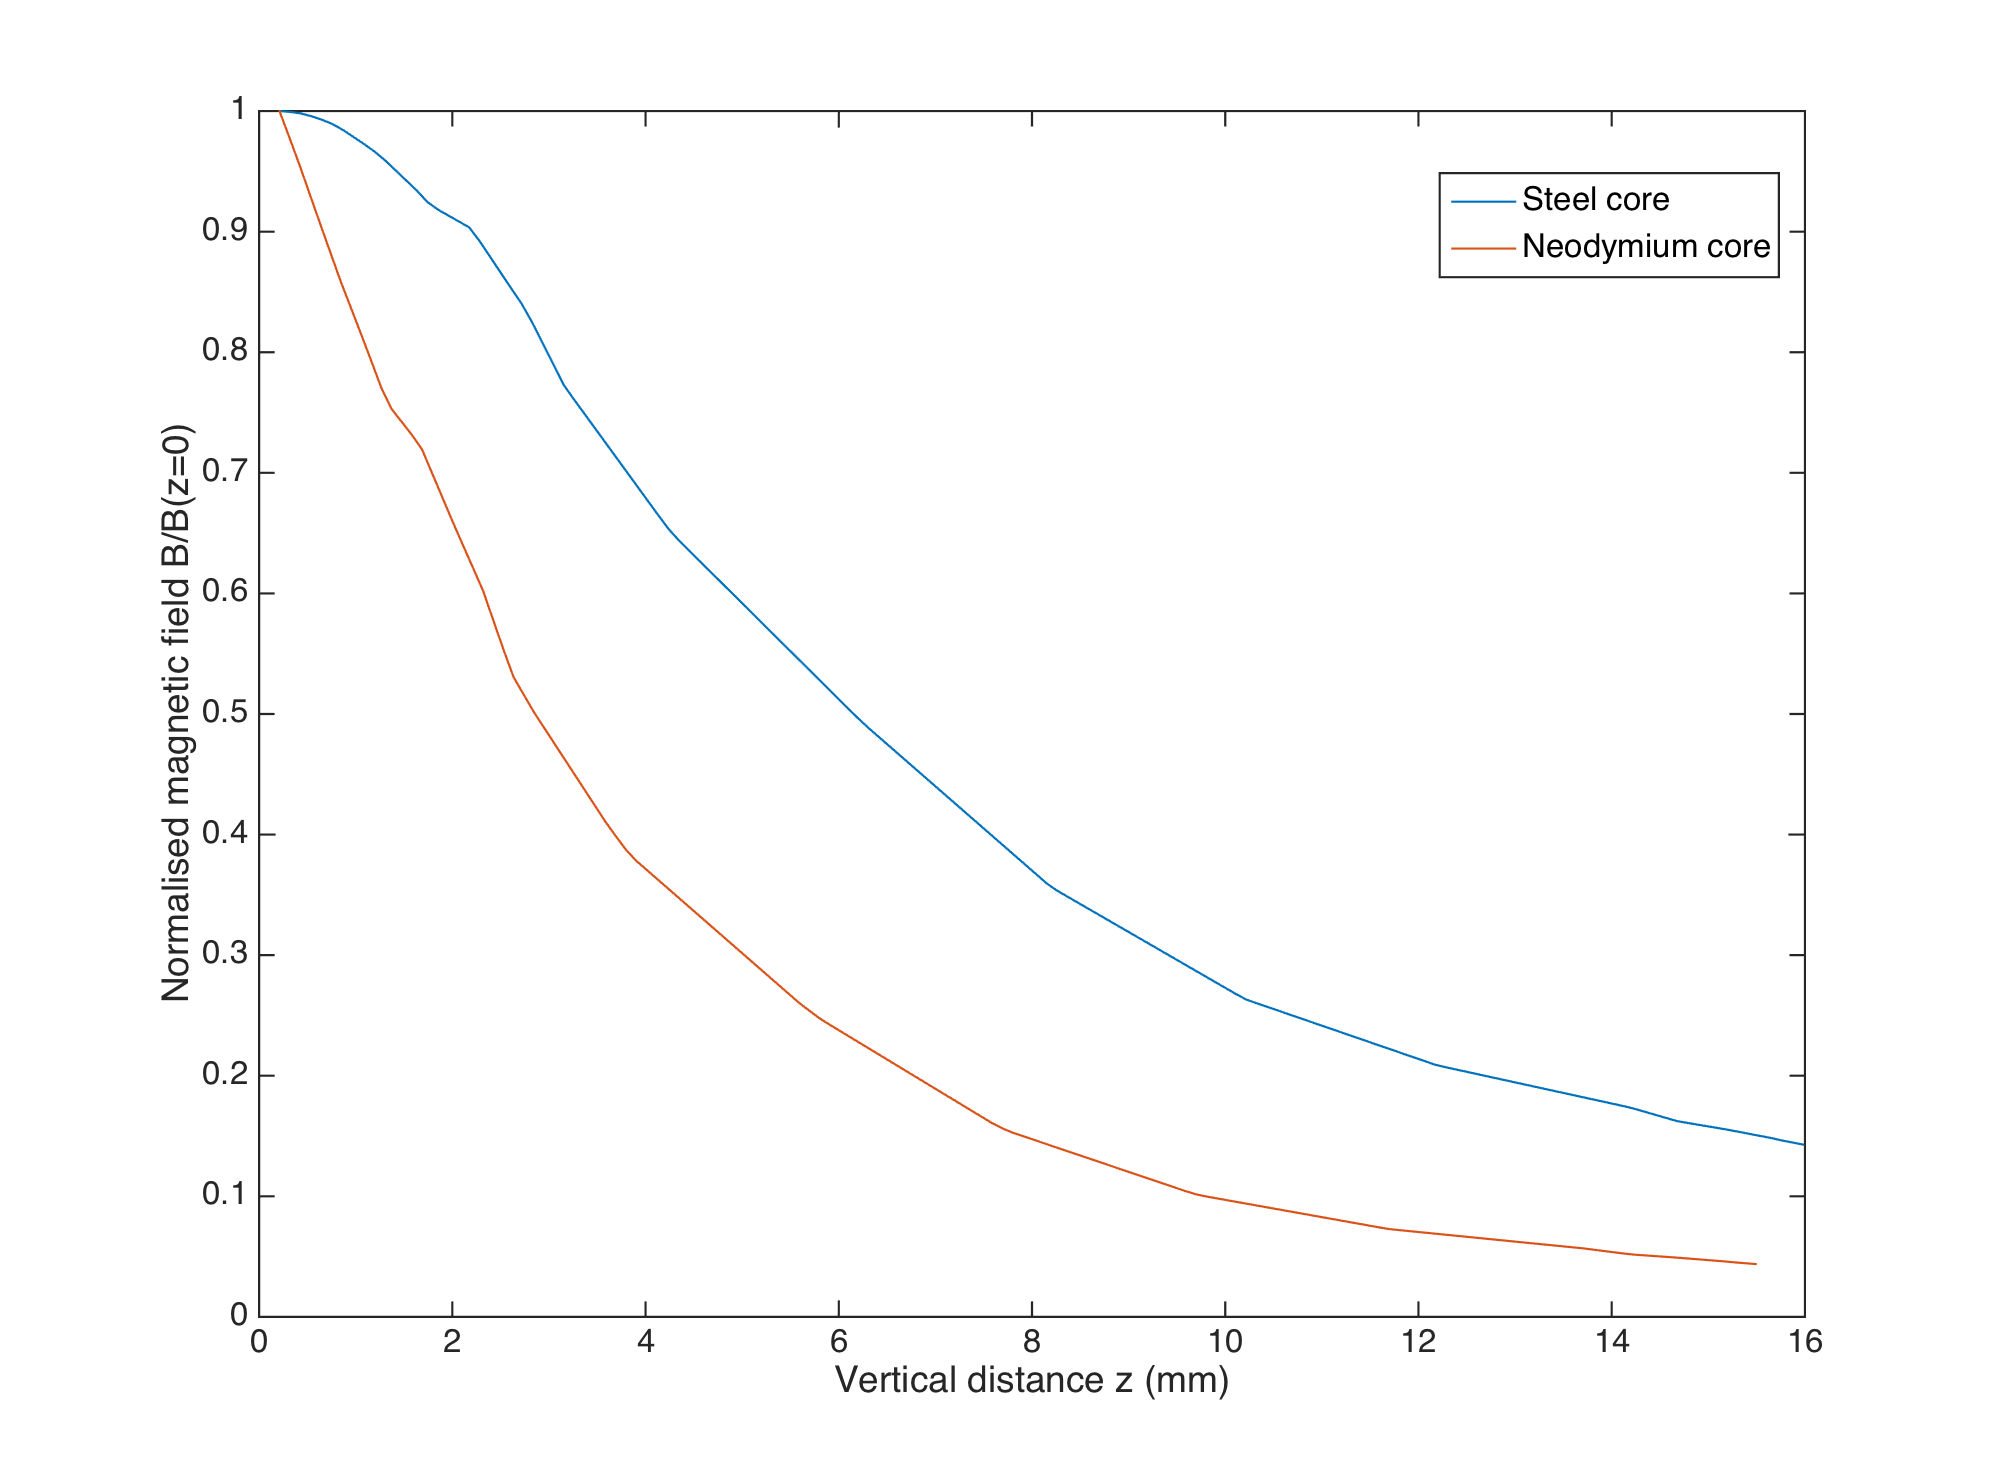 1
0.9
0.8
0.7
0.6
0.5
0.4
0.3
0.2
0.1
0
Normalised magnetic field B/B(z=0)
Steel core
Neodymium core
0 2 4 6 8 10 12 14 16
Vertical distance z (mm)